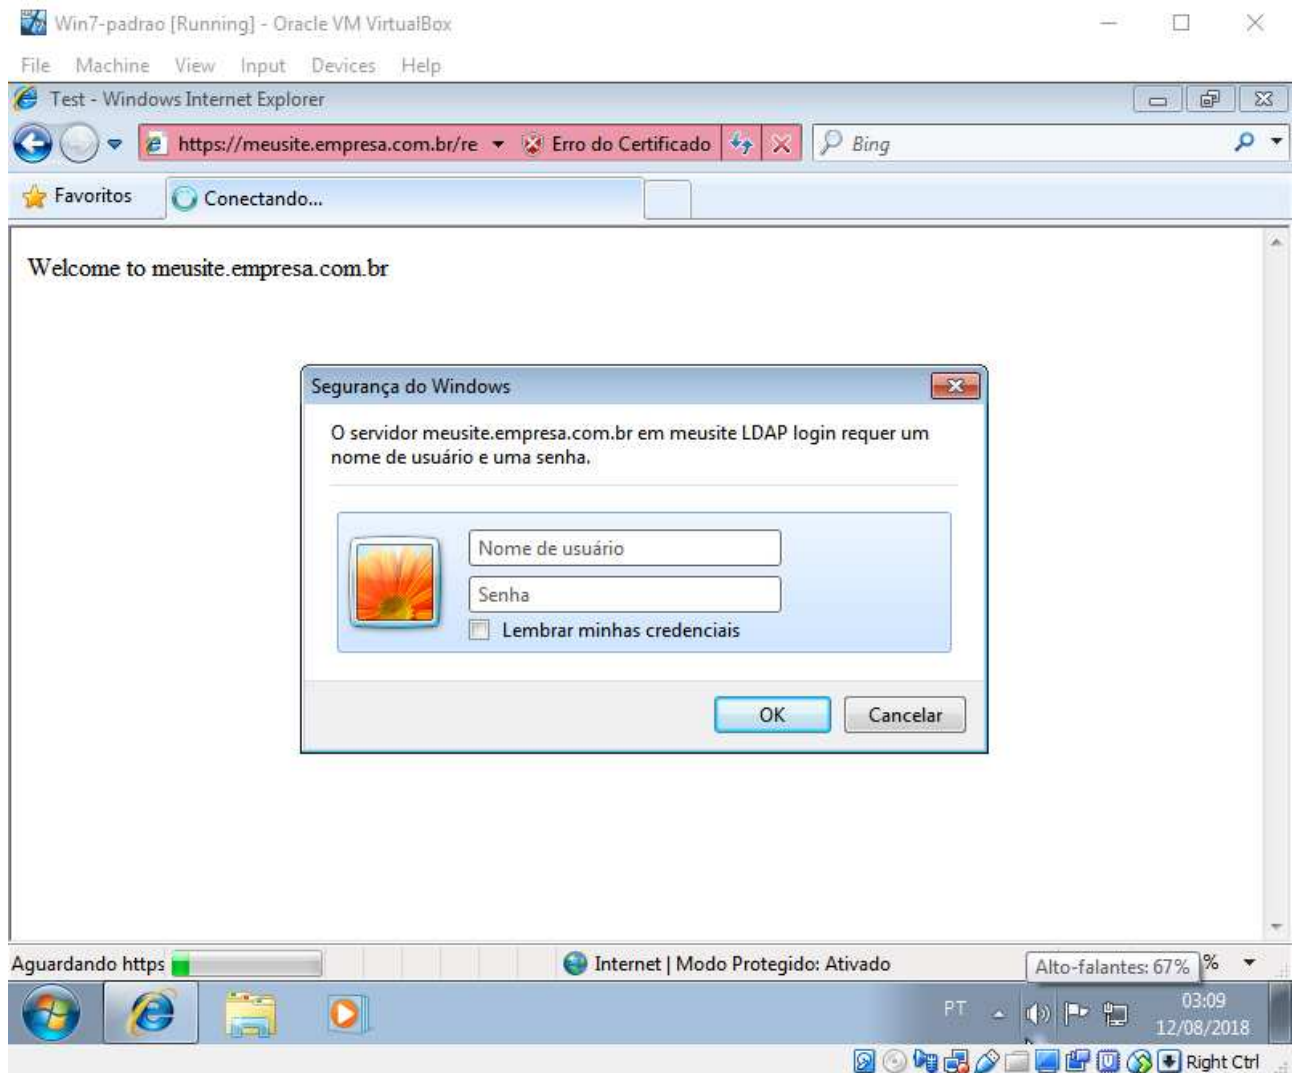 Win7-padrao [Running] - Oracle VM VirtualBox
File Machine View Input Devices Help
Test - Windows Internet Explorer
https://meusite.empresa.com.br/re Erro do Certificado Bing
Favoritos Conectando...
Welcome to meusite.empresa.com.br
Segurança do Windows
O servidor meusite.empresa.com.br em meusite LDAP login requer um
nome de usuário e uma senha.
Nome de usuário
Senha
Lembrar minhas credenciais
OK Cancelar
Aguardando https Internet | Modo Protegido: Ativado Alto-falantes: 67% %
PT 03:09
12/08/2018
Right Ctrl